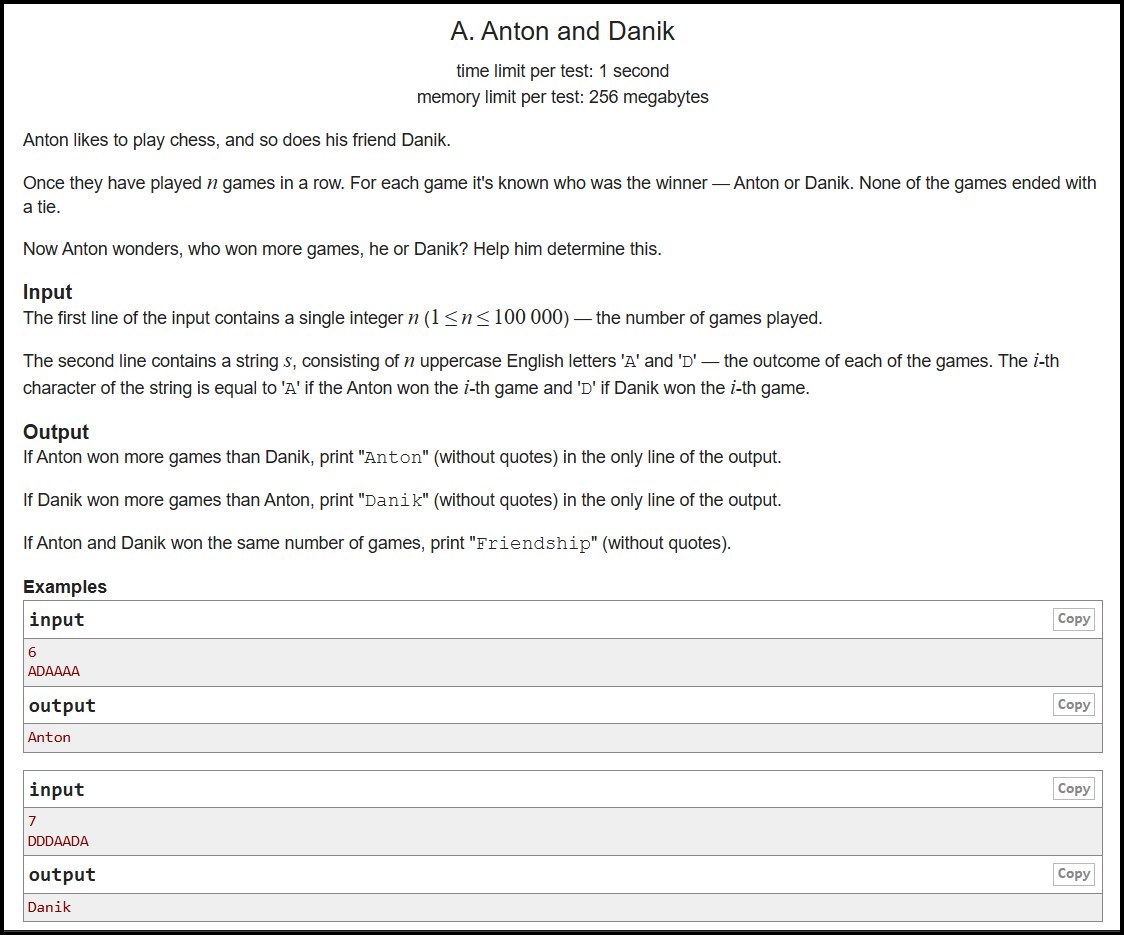 A. Anton and Danik
time limit per test: 1 second
memory limit per test: 256 megabytes
Anton likes to play chess, and so does his friend Danik.
Once they have played n games in a row. For each game it's known who was the winner — Anton or Danik. None of the games ended with
a tie.
Now Anton wonders, who won more games, he or Danik? Help him determine this.
Input
The first line of the input contains a single integer n (1 ≤ n ≤ 100 000) — the number of games played.
The second line contains a string s, consisting of n uppercase English letters 'A' and 'D' — the outcome of each of the games. The i-th
character of the string is equal to 'A' if the Anton won the i-th game and 'D' if Danik won the i-th game.
Output
If Anton won more games than Danik, print "Anton" (without quotes) in the only line of the output.
If Danik won more games than Anton, print "Danik" (without quotes) in the only line of the output.
If Anton and Danik won the same number of games, print "Friendship" (without quotes).
Examples
input Copy
6
ADAAAA
output Copy
Anton
input Copy
7
DDDAADA
output Copy
Danik